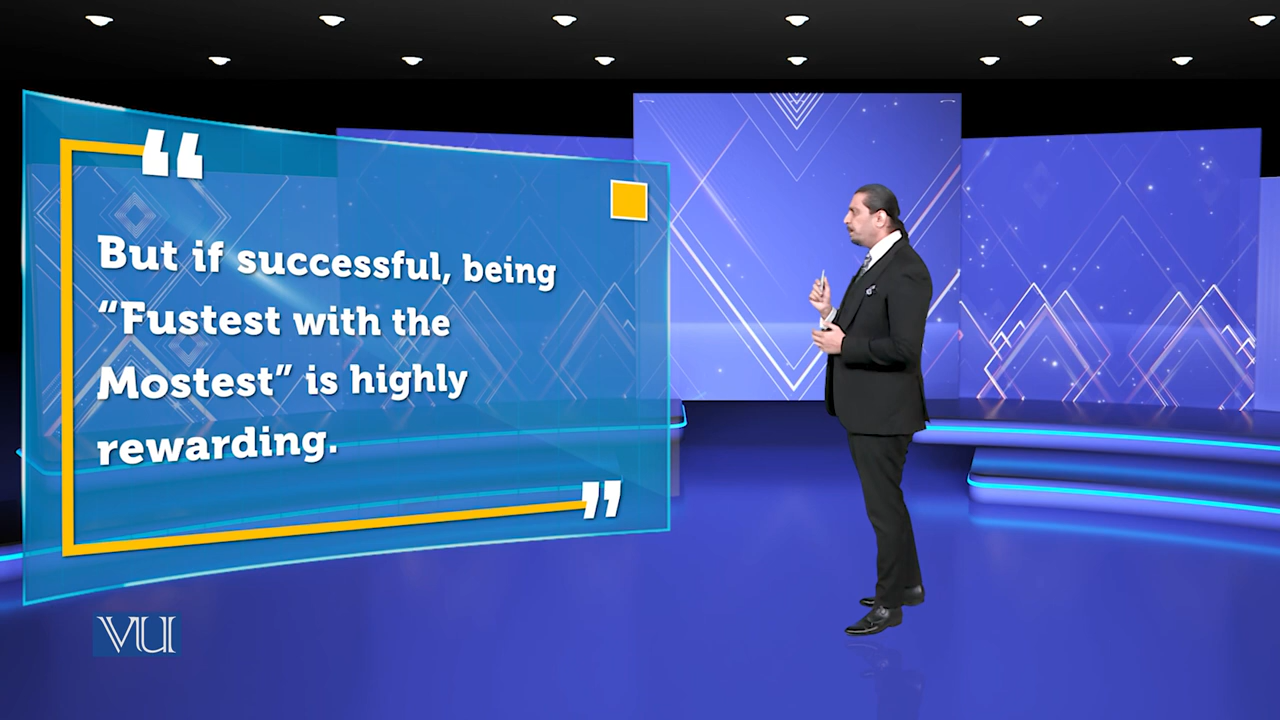 “
But if successful, being
“Fustest with the
Mostest” is highly
rewarding.
”
VU